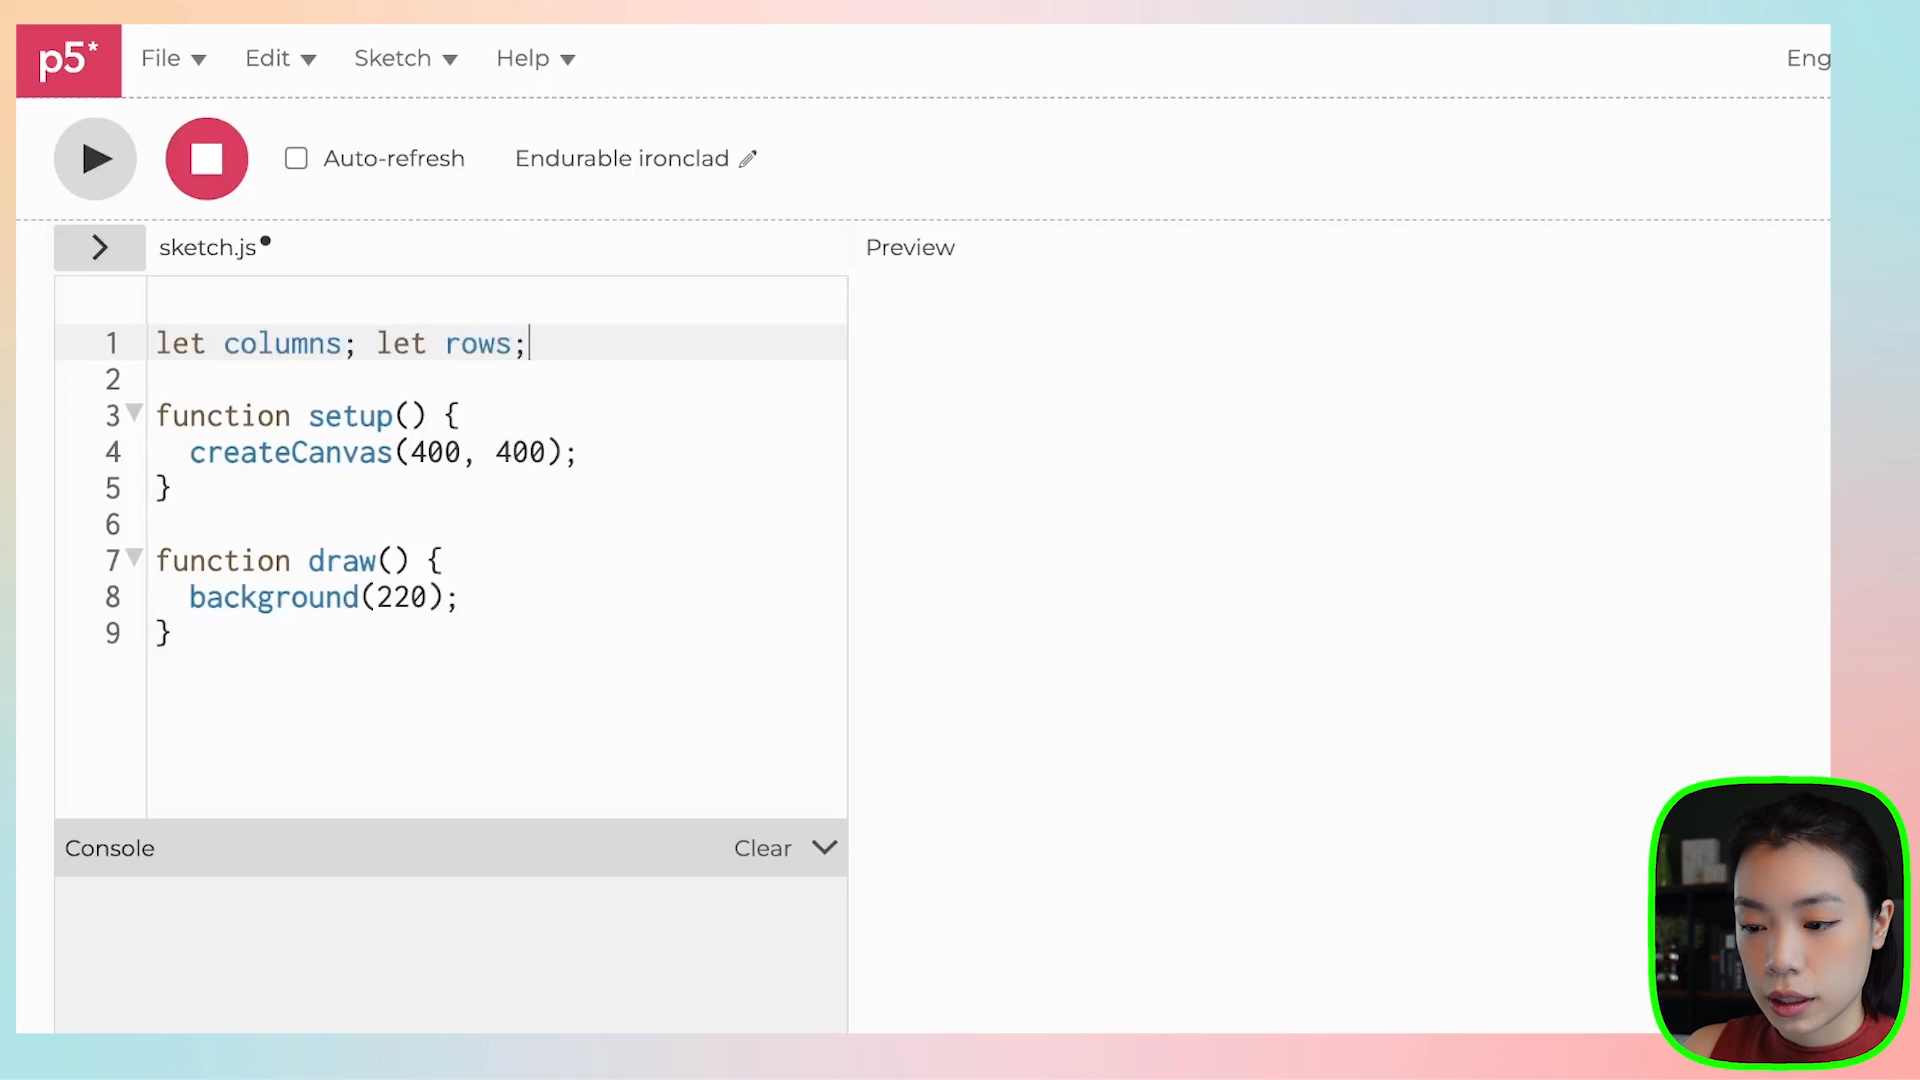 p5* File Edit Sketch Help Eng
Auto-refresh Endurable ironclad
sketch.js Preview
1 let columns; let rows;
2
3 function setup() {
4 createCanvas(400, 400);
5 }
6
7 function draw() {
8 background(220);
9 }
Console Clear